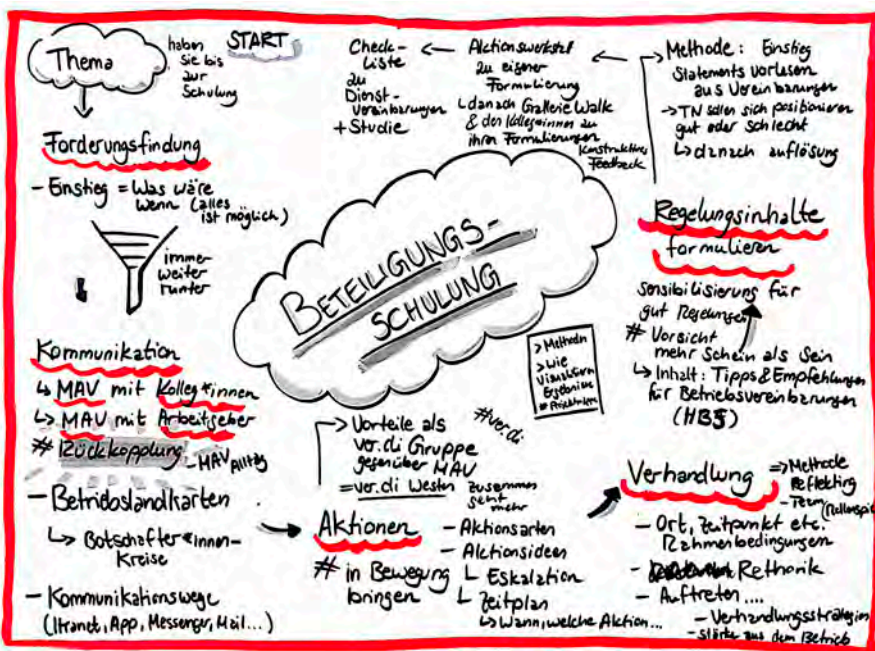 Thema
haben
Sie bis
zur
Schulung
START
Forderungsfindung
– Einstieg = Was wäre
wenn (alles
ist möglich)
immer
weiter
runter
Kommunikation
↳ MAV mit Kolleg*innen
↳ MAV mit Arbeitgeber
# Rückkopplung – MAV Alltag
– Betriebslandkarten
↳ Botschafter*innen-
Kreise
– Kommunikationswege
(Itranet, App, Messenger, Mail...)
BETEILIGUNGS-
SCHULUNG
> Methoden
> Wie
Visualisieren
Ergebnisse
→ Vorteile als
ver.di Gruppe
gegenüber MAV
= ver.di Westen
#ver.di
zusammen
seht
mehr
Aktionen
# in Bewegung
bringen
– Aktionsarten
– Aktionsideen
└ Eskalation
└ Zeitplan
↳ Wann, welche Aktion...
Verhandlung
⇒ Methode
Reflekting
– Team
(Rollenspiel)
– Ort, Zeitpunkt etc.
Rahmenbedingungen
– Rethorik
– Auftreten....
– Verhandlungsstrategien
– stärke aus dem Betrieb
Regelungsinhalte
formulieren
Sensibilisierung für
gut Regelungen
# Vorsicht
mehr Schein als Sein
↳ Inhalt: Tipps & Empfehlungen
für Betriebsvereinbarungen
(HBS)
→ Methode: Einstieg
Statements vorlesen
aus Vereinbarungen
→ TN sollen sich positionieren
gut oder schlecht
↳ danach auflösung
← Aktionswerkstatt
zu eigener
Formulierung
↳ danach Gallerie Walk
& den Kolleg*innen zu
ihren Formulierungen
Konstruktives
Feedback
← Check-
Liste
zu
Dienst-
vereinbarungen
+ Studie